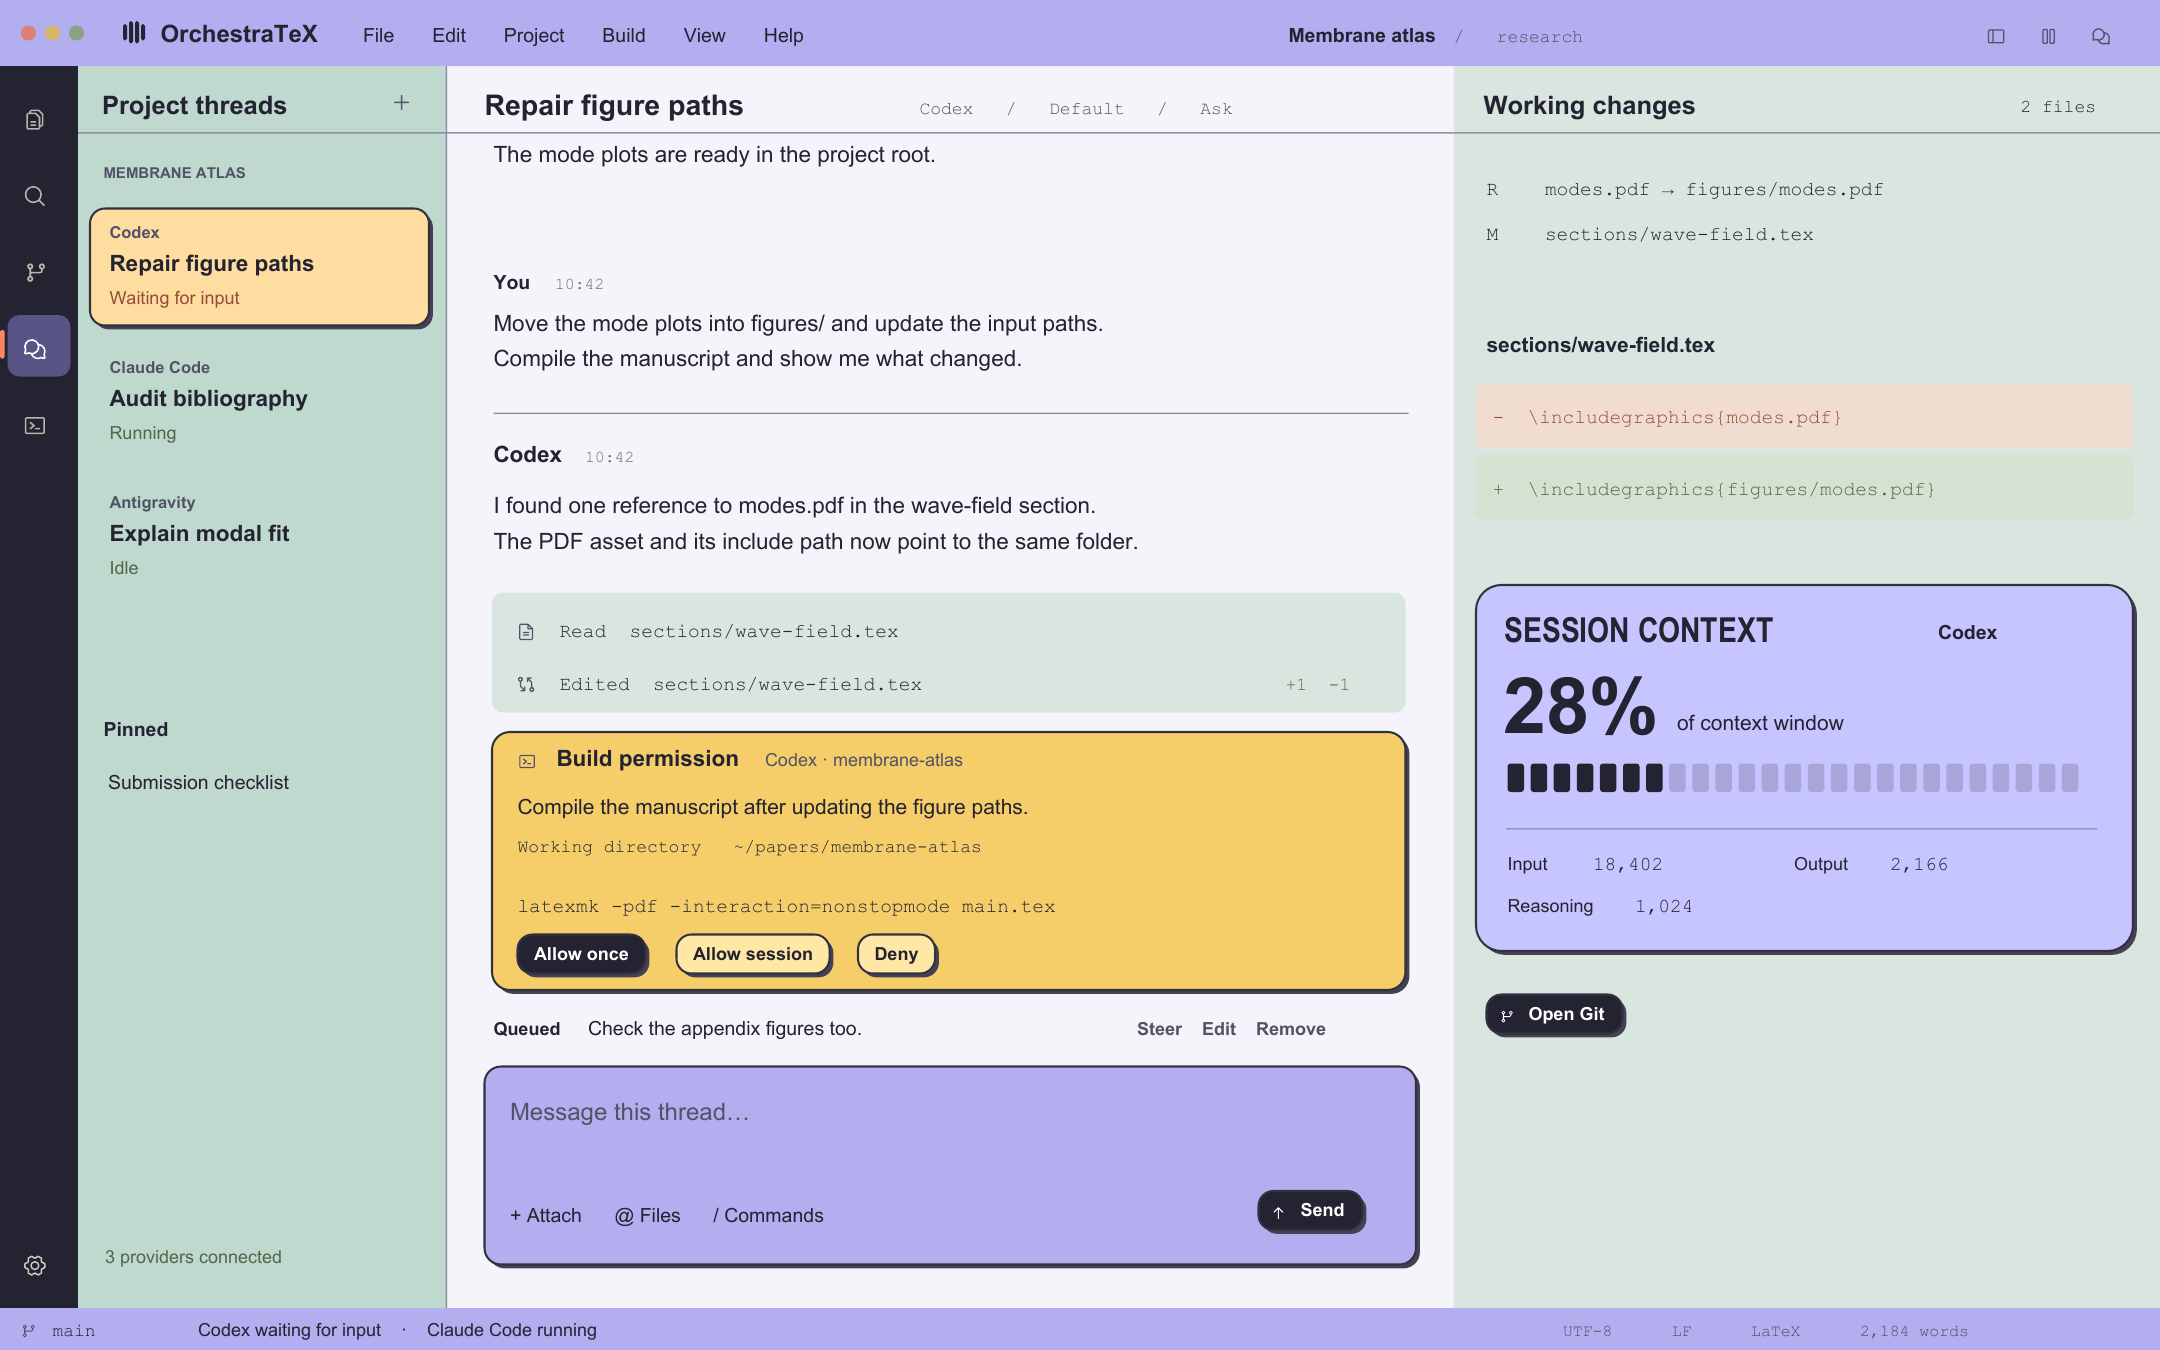 OrchestraTeX File Edit Project Build View Help Membrane atlas / research
Project threads +
MEMBRANE ATLAS
Codex
Repair figure paths
Waiting for input
Claude Code
Audit bibliography
Running
Antigravity
Explain modal fit
Idle
Pinned
Submission checklist
3 providers connected
Repair figure paths Codex / Default / Ask
The mode plots are ready in the project root.
You 10:42
Move the mode plots into figures/ and update the input paths.
Compile the manuscript and show me what changed.
Codex 10:42
I found one reference to modes.pdf in the wave-field section.
The PDF asset and its include path now point to the same folder.
Read sections/wave-field.tex
Edited sections/wave-field.tex +1 -1
Build permission Codex · membrane-atlas
Compile the manuscript after updating the figure paths.
Working directory ~/papers/membrane-atlas
latexmk -pdf -interaction=nonstopmode main.tex
Allow once Allow session Deny
Queued Check the appendix figures too. Steer Edit Remove
Message this thread…
+ Attach @ Files / Commands Send
Working changes 2 files
R modes.pdf → figures/modes.pdf
M sections/wave-field.tex
sections/wave-field.tex
- \includegraphics{modes.pdf}
+ \includegraphics{figures/modes.pdf}
SESSION CONTEXT Codex
28% of context window
Input 18,402 Output 2,166
Reasoning 1,024
Open Git
main Codex waiting for input · Claude Code running UTF-8 LF LaTeX 2,184 words